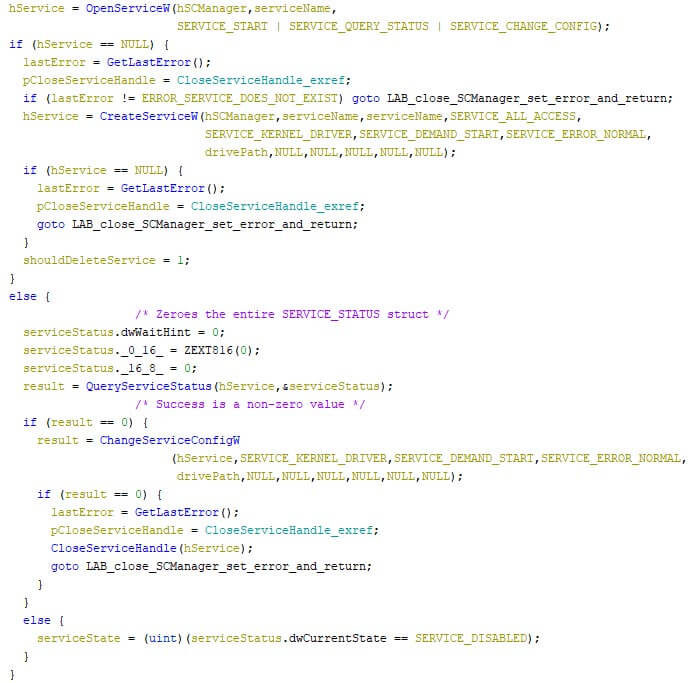 hService = OpenServiceW(hSCManager,serviceName,
SERVICE_START | SERVICE_QUERY_STATUS | SERVICE_CHANGE_CONFIG);
if (hService == NULL) {
lastError = GetLastError();
pCloseServiceHandle = CloseServiceHandle_exref;
if (lastError != ERROR_SERVICE_DOES_NOT_EXIST) goto LAB_close_SCManager_set_error_and_return;
hService = CreateServiceW(hSCManager,serviceName,serviceName,SERVICE_ALL_ACCESS,
SERVICE_KERNEL_DRIVER,SERVICE_DEMAND_START,SERVICE_ERROR_NORMAL,
drivePath,NULL,NULL,NULL,NULL,NULL);
if (hService == NULL) {
lastError = GetLastError();
pCloseServiceHandle = CloseServiceHandle_exref;
goto LAB_close_SCManager_set_error_and_return;
}
shouldDeleteService = 1;
}
else {
/* Zeroes the entire SERVICE_STATUS struct */
serviceStatus.dwWaitHint = 0;
serviceStatus._0_16_ = ZEXT816(0);
serviceStatus._16_8_ = 0;
result = QueryServiceStatus(hService,&serviceStatus);
/* Success is a non-zero value */
if (result == 0) {
result = ChangeServiceConfigW
(hService,SERVICE_KERNEL_DRIVER,SERVICE_DEMAND_START,SERVICE_ERROR_NORMAL,
drivePath,NULL,NULL,NULL,NULL,NULL,NULL);
if (result == 0) {
lastError = GetLastError();
pCloseServiceHandle = CloseServiceHandle_exref;
CloseServiceHandle(hService);
goto LAB_close_SCManager_set_error_and_return;
}
}
else {
serviceState = (uint)(serviceStatus.dwCurrentState == SERVICE_DISABLED);
}
}